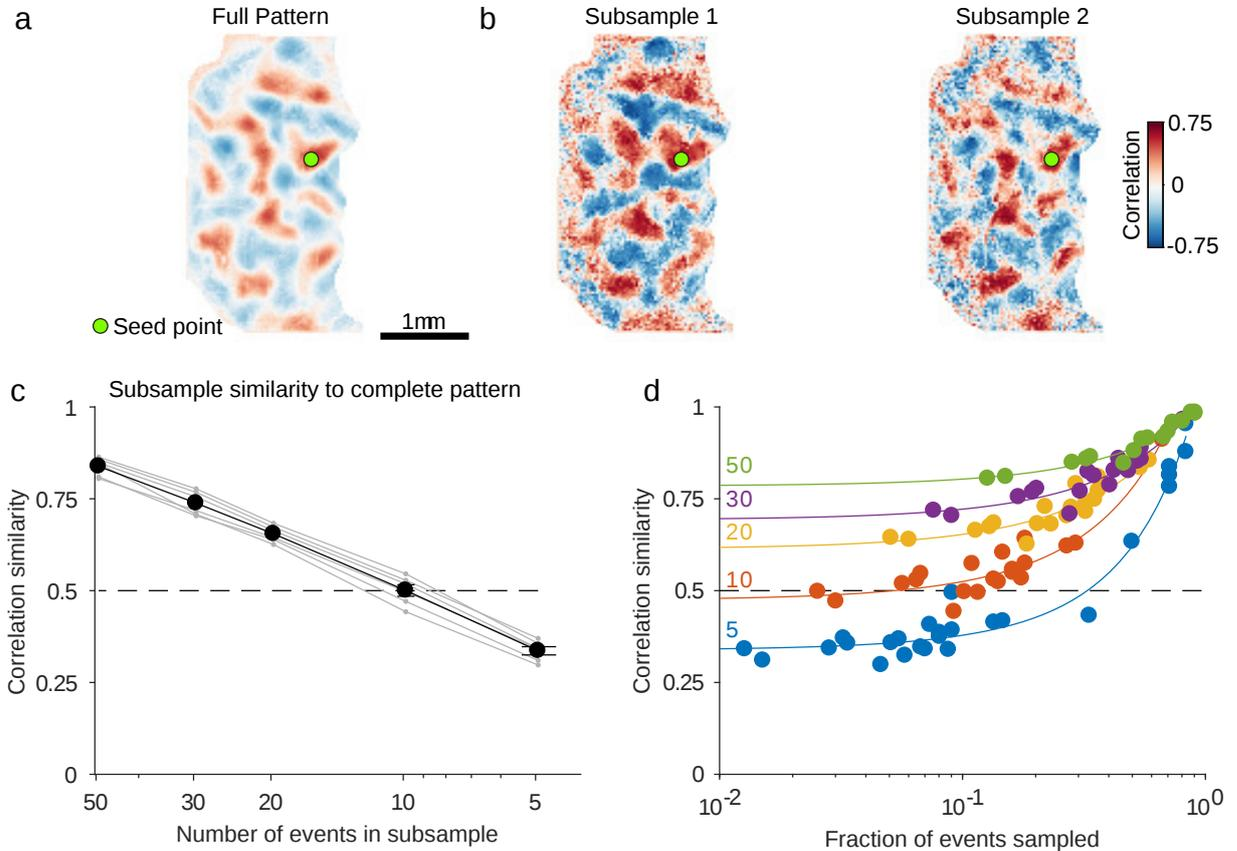 a
Full Pattern
b
Subsample 1
Subsample 2
Correlation
0.75
0
-0.75
Seed point
1mm
c
Subsample similarity to complete pattern
Correlation similarity
1
0.75
0.5
0.25
0
50
30
20
10
5
Number of events in subsample
d
Correlation similarity
1
0.75
0.5
0.25
0
50
30
20
10
5
10-2
10-1
100
Fraction of events sampled